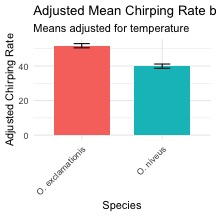 Adjusted Mean Chirping Rate b
Means adjusted for temperature
Adjusted Chirping Rate
40
20
0
O. exclamationis
O. niveus
Species